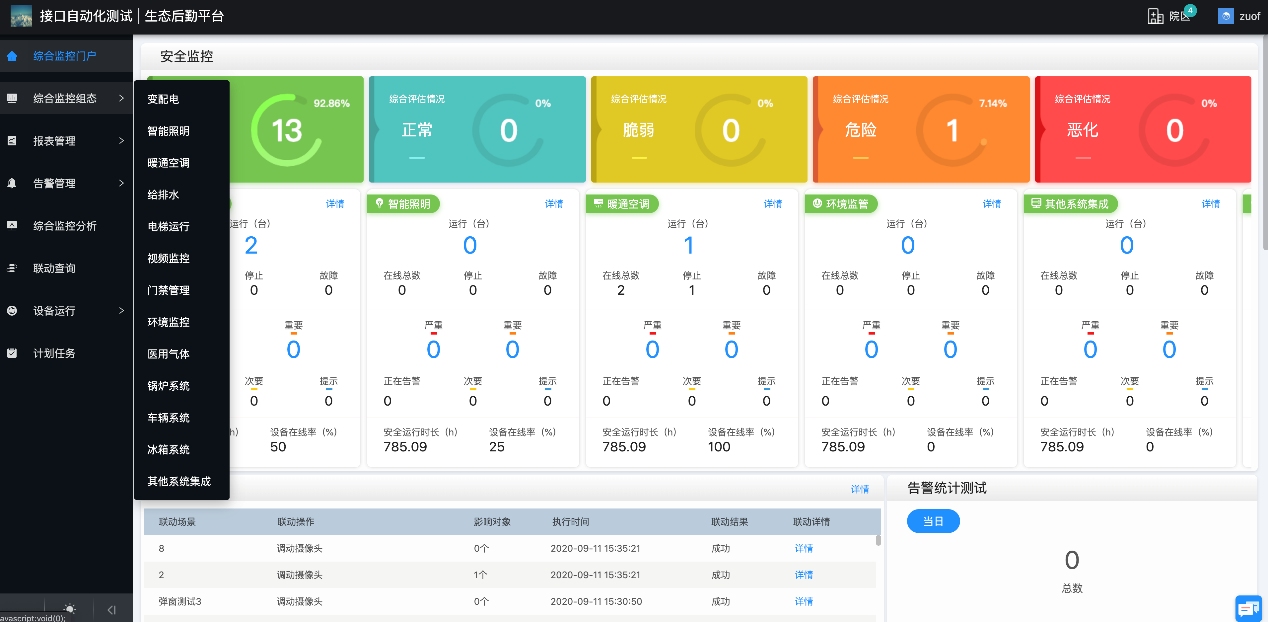 接口自动化测试 | 生态后勤平台
院区
4
zuof
综合监控门户
综合监控组态
报表管理
告警管理
综合监控分析
联动查询
设备运行
计划任务
avascript:void(0);
变配电
智能照明
暖通空调
给排水
电梯运行
视频监控
门禁管理
环境监控
医用气体
锅炉系统
车辆系统
冰箱系统
其他系统集成
安全监控
13
92.86%
综合评估情况
正常
0
0%
综合评估情况
脆弱
0
0%
综合评估情况
危险
1
7.14%
综合评估情况
恶化
0
0%
详情
运行（台）
2
停止 故障
0 0
重要
0
次要 提示
0 0
h） 设备在线率（%）
50
智能照明 详情
运行（台）
0
在线总数 停止 故障
0 0 0
严重 重要
0 0
正在告警 次要 提示
0 0 0
安全运行时长（h） 设备在线率（%）
785.09 25
暖通空调 详情
运行（台）
1
在线总数 停止 故障
2 1 0
严重 重要
0 0
正在告警 次要 提示
0 0 0
安全运行时长（h） 设备在线率（%）
785.09 100
环境监管 详情
运行（台）
0
在线总数 停止 故障
0 0 0
严重 重要
0 0
正在告警 次要 提示
0 0 0
安全运行时长（h） 设备在线率（%）
785.09 0
其他系统集成 详情
运行（台）
0
在线总数 停止 故障
0 0 0
严重 重要
0 0
正在告警 次要 提示
0 0 0
安全运行时长（h） 设备在线率（%）
785.09 0
详情
联动场景 联动操作 影响对象 执行时间 联动结果 联动详情
8 调动摄像头 0个 2020-09-11 15:35:21 成功 详情
2 调动摄像头 1个 2020-09-11 15:35:21 成功 详情
弹窗测试3 调动摄像头 0个 2020-09-11 15:30:50 成功 详情
告警统计测试
当日
0
总数